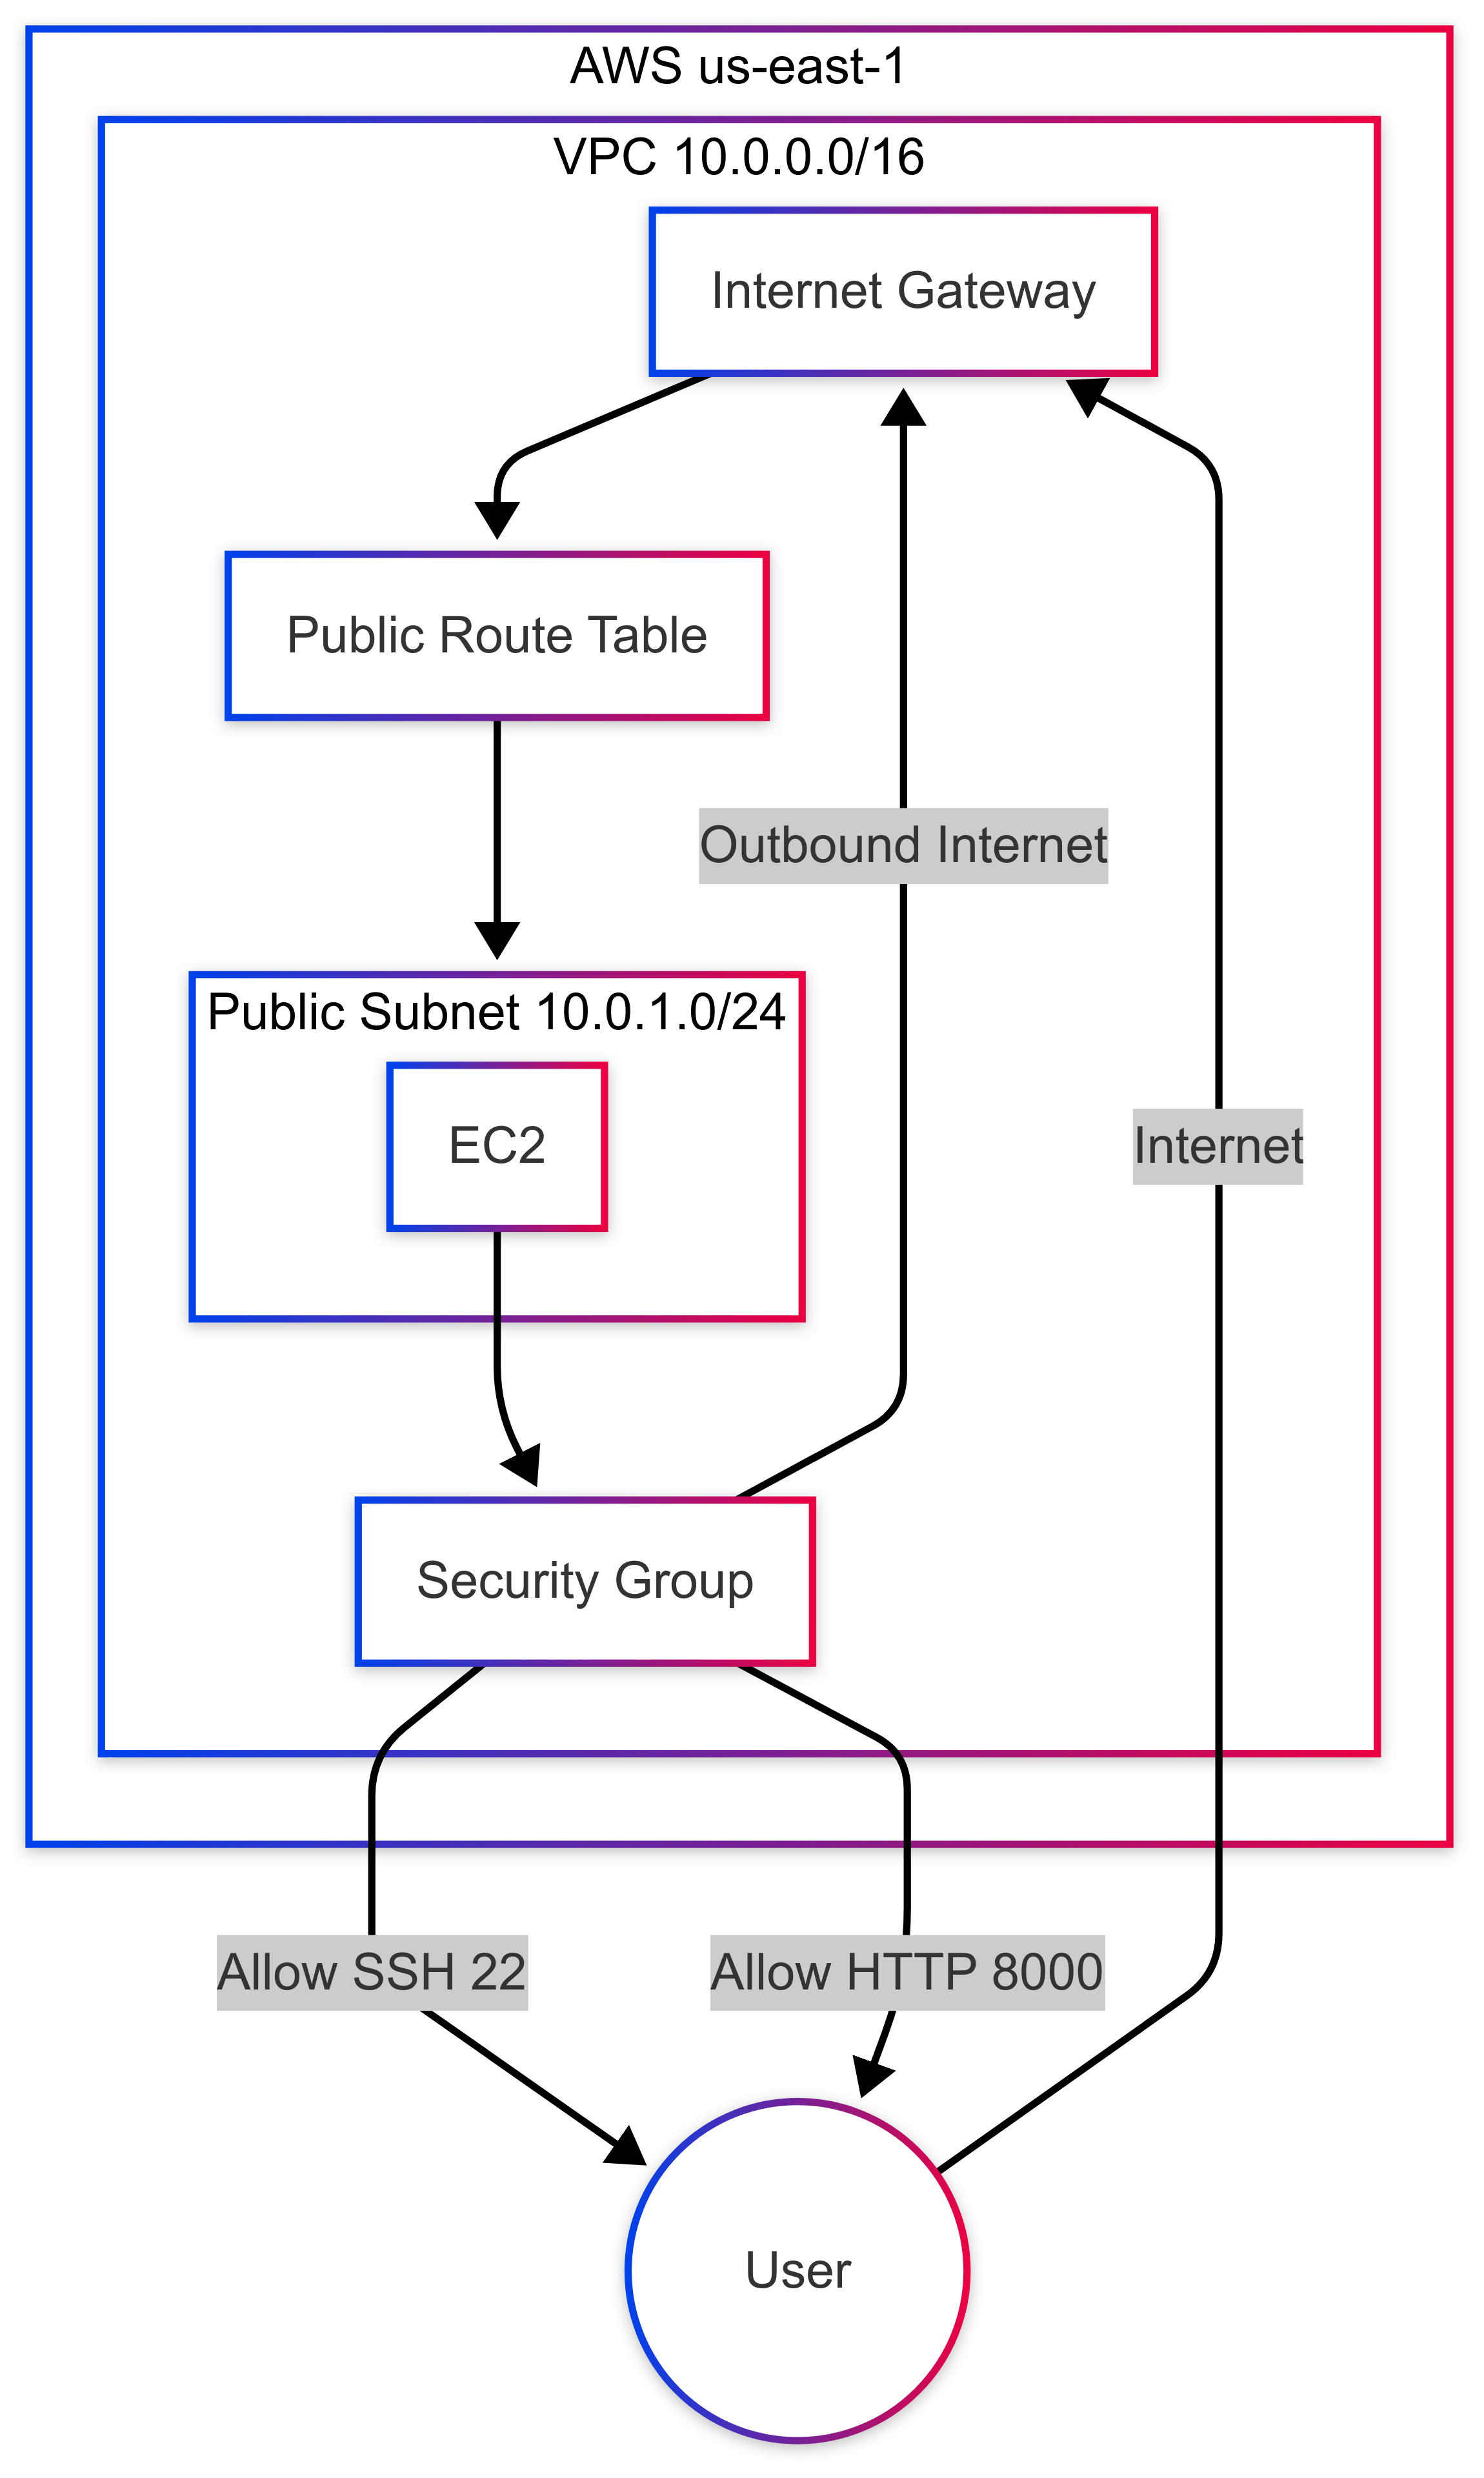 AWS us-east-1
VPC 10.0.0.0/16
Internet Gateway
Public Route Table
Outbound Internet
Public Subnet 10.0.1.0/24
EC2
Internet
Security Group
Allow SSH 22
Allow HTTP 8000
User